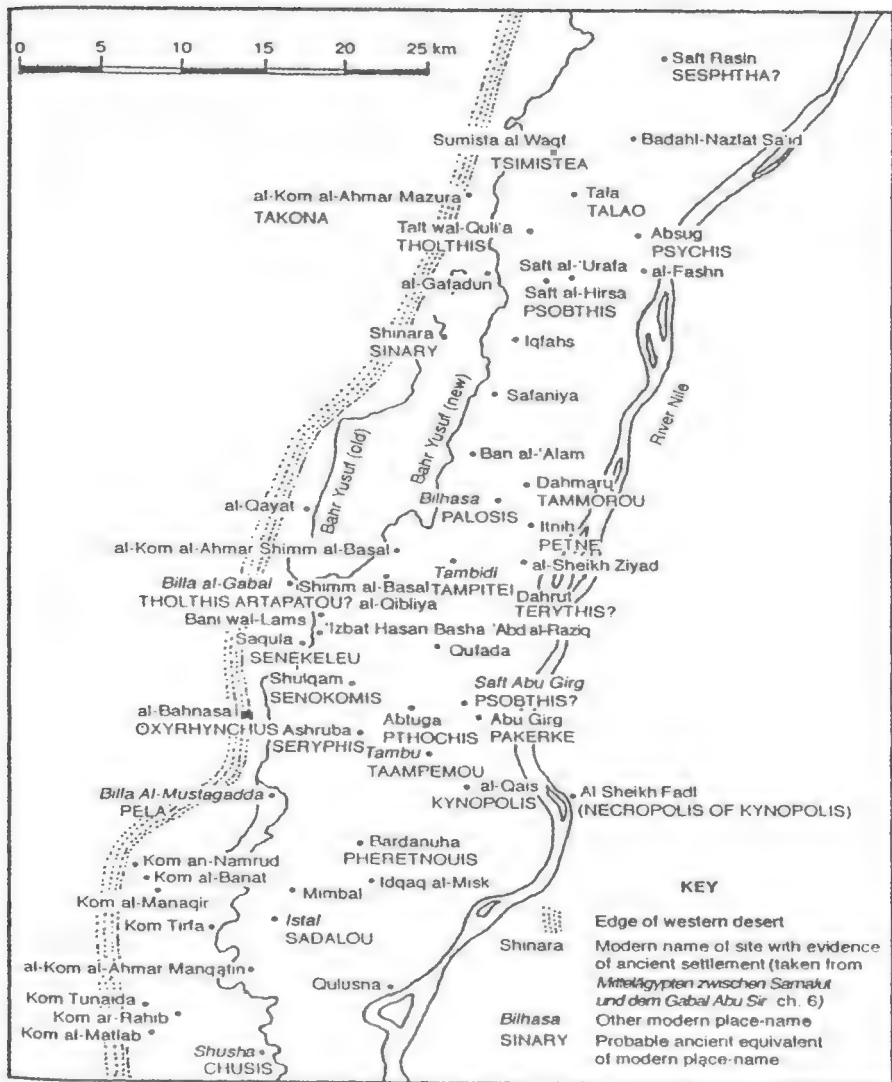 0 5 10 15 20 25 km
Saft Rasin
SESPHTHA?
Sumista al Waqf
TSIMISTEA
Badahl-Nazlat Sa'id
al-Kom al-Ahmar Mazura
TAKONA
Tala
TALAO
Talt wal-Quli'a
THOLTHIS
Absug
PSYCHIS
al-Gafadun
Saft al-'Urafa
al-Fashn
Saft al-Hirsa
PSOBTHIS
Shinara
SINARY
Iqfahs
Safaniya
Bahr Yusuf (old)
Bahr Yusuf (new)
River Nile
Ban al-'Alam
Dahmaru
TAMMOROU
Bilhasa
PALOSIS
al-Qayat
Itnih
PETNE
al-Kom al-Ahmar Shimm al-Basal
al-Sheikh Ziyad
Tambidi
TAMPITEI
Billa al-Gabal
THOLTHIS ARTAPATOU?
Shimm al-Basal
al-Qibliya
Dahrut
TERYTHIS?
Bani wal-Lams
'Izbat Hasan Basha 'Abd al-Raziq
Saqula
SENEKELEU
Qufada
Shulqam
SENOKOMIS
Saft Abu Girg
PSOBTHIS?
al-Bahnasa
OXYRHYNCHUS
Abtuga
PTHOCHIS
Abu Girg
PAKERKE
Ashruba
SERYPHIS
Tambu
TAAMPEMOU
al-Qais
KYNOPOLIS
Al Sheikh Fadl
(NECROPOLIS OF KYNOPOLIS)
Billa Al-Mustagadda
PELA
Bardanuha
PHERETNOUIS
Kom an-Namrud
Kom al-Banat
Idqaq al-Misk
Kom al-Manaqir
Mimbal
Kom Tirfa
Istal
SADALOU
al-Kom al-Ahmar Manqatin
Qulusna
Kom Tunaida
Kom ar-Rahib
Kom al-Matlab
Shusha
CHUSIS
KEY
Edge of western desert
Shinara Modern name of site with evidence
of ancient settlement (taken from
Mittelägypten zwischen Samalut
und dem Gabal Abu Sir ch. 6)
Bilhasa Other modern place-name
SINARY Probable ancient equivalent
of modern place-name